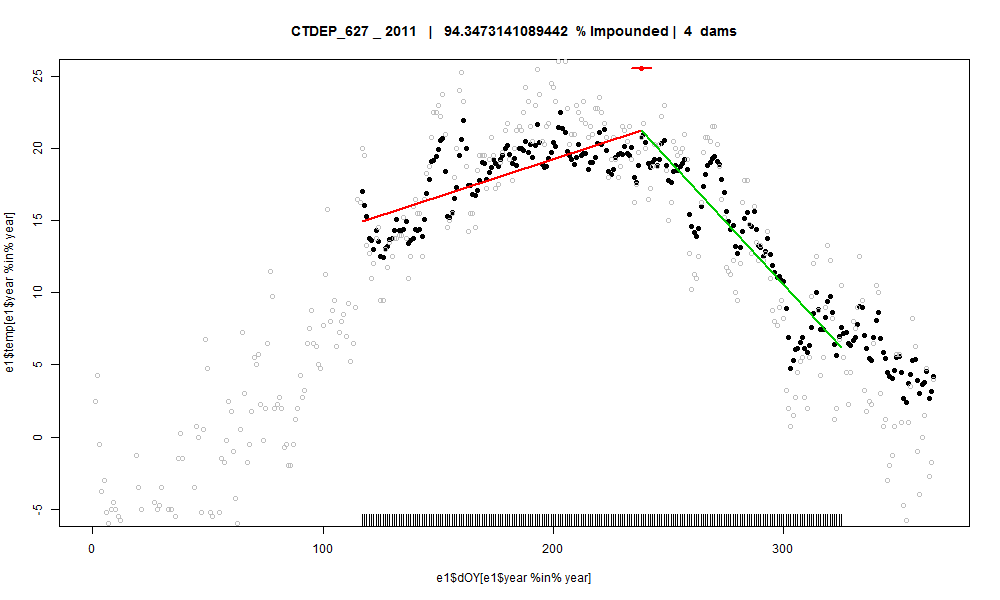 CTDEP_627 _ 2011 | 94.3473141089442 % Impounded | 4 dams
25
20
15
10
5
0
-5
e1$temp[e1$year %in% year]
0 100 200 300
e1$dOY[e1$year %in% year]